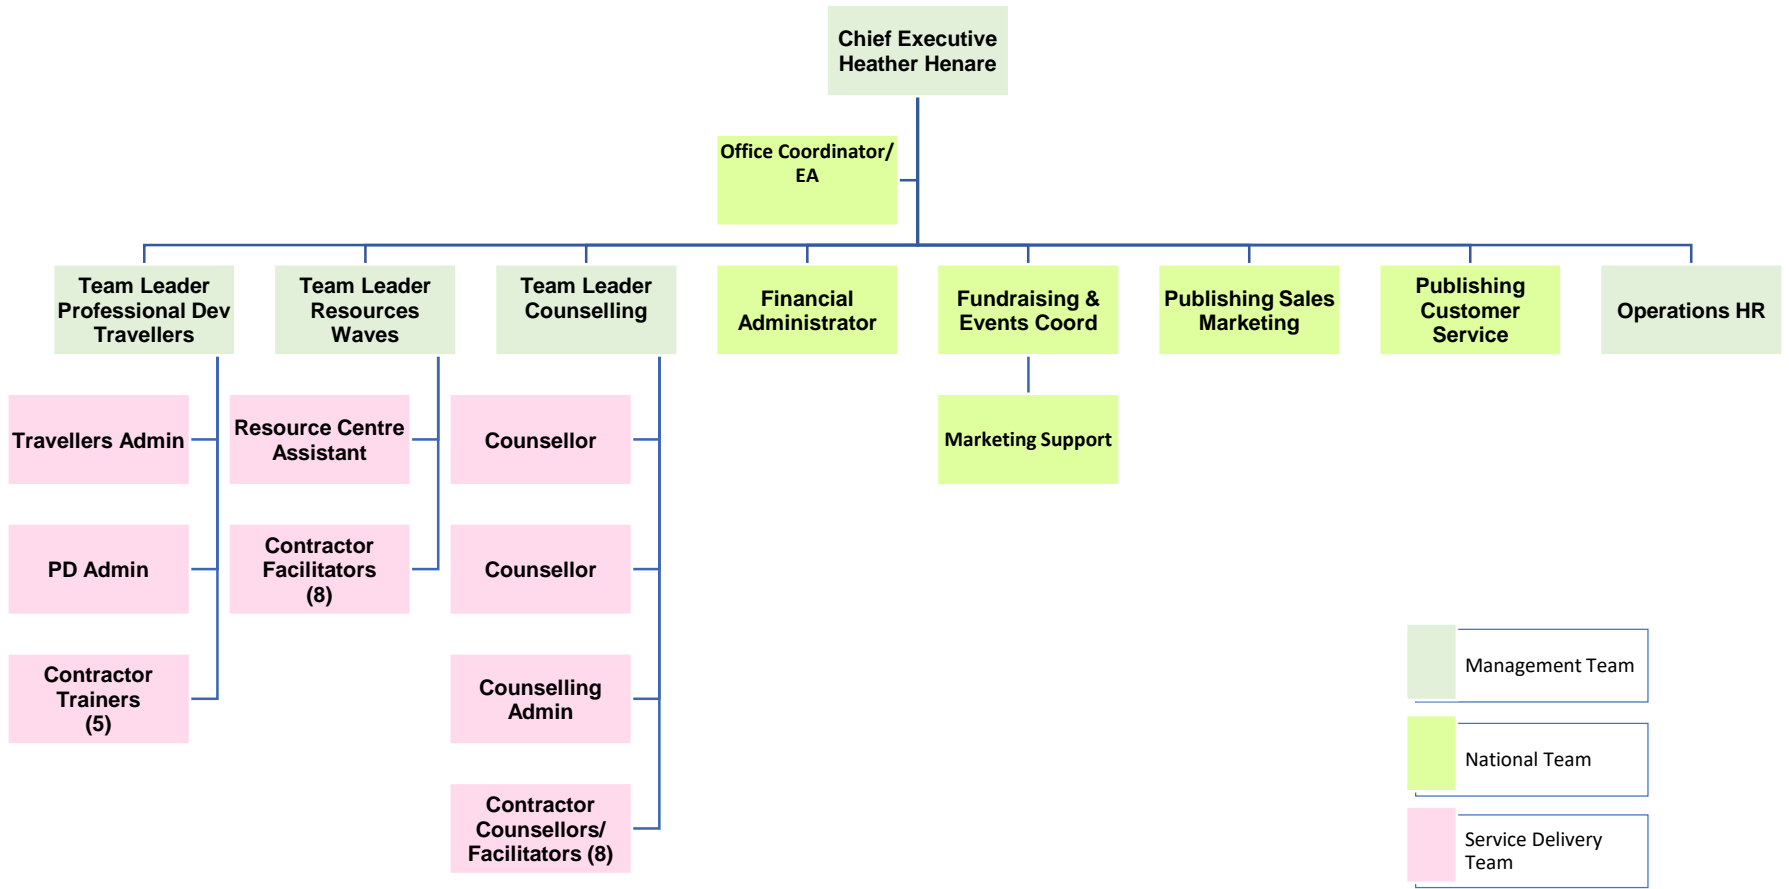 Chief Executive
Heather Henare
Office Coordinator/
EA
Team Leader
Professional Dev
Travellers
Team Leader
Resources
Waves
Team Leader
Counselling
Financial
Administrator
Fundraising &
Events Coord
Publishing Sales
Marketing
Publishing
Customer
Service
Operations HR
Travellers Admin
Resource Centre
Assistant
Counsellor
Marketing Support
PD Admin
Contractor
Facilitators
(8)
Counsellor
Contractor
Trainers
(5)
Counselling
Admin
Contractor
Counsellors/
Facilitators (8)
Management Team
National Team
Service Delivery
Team